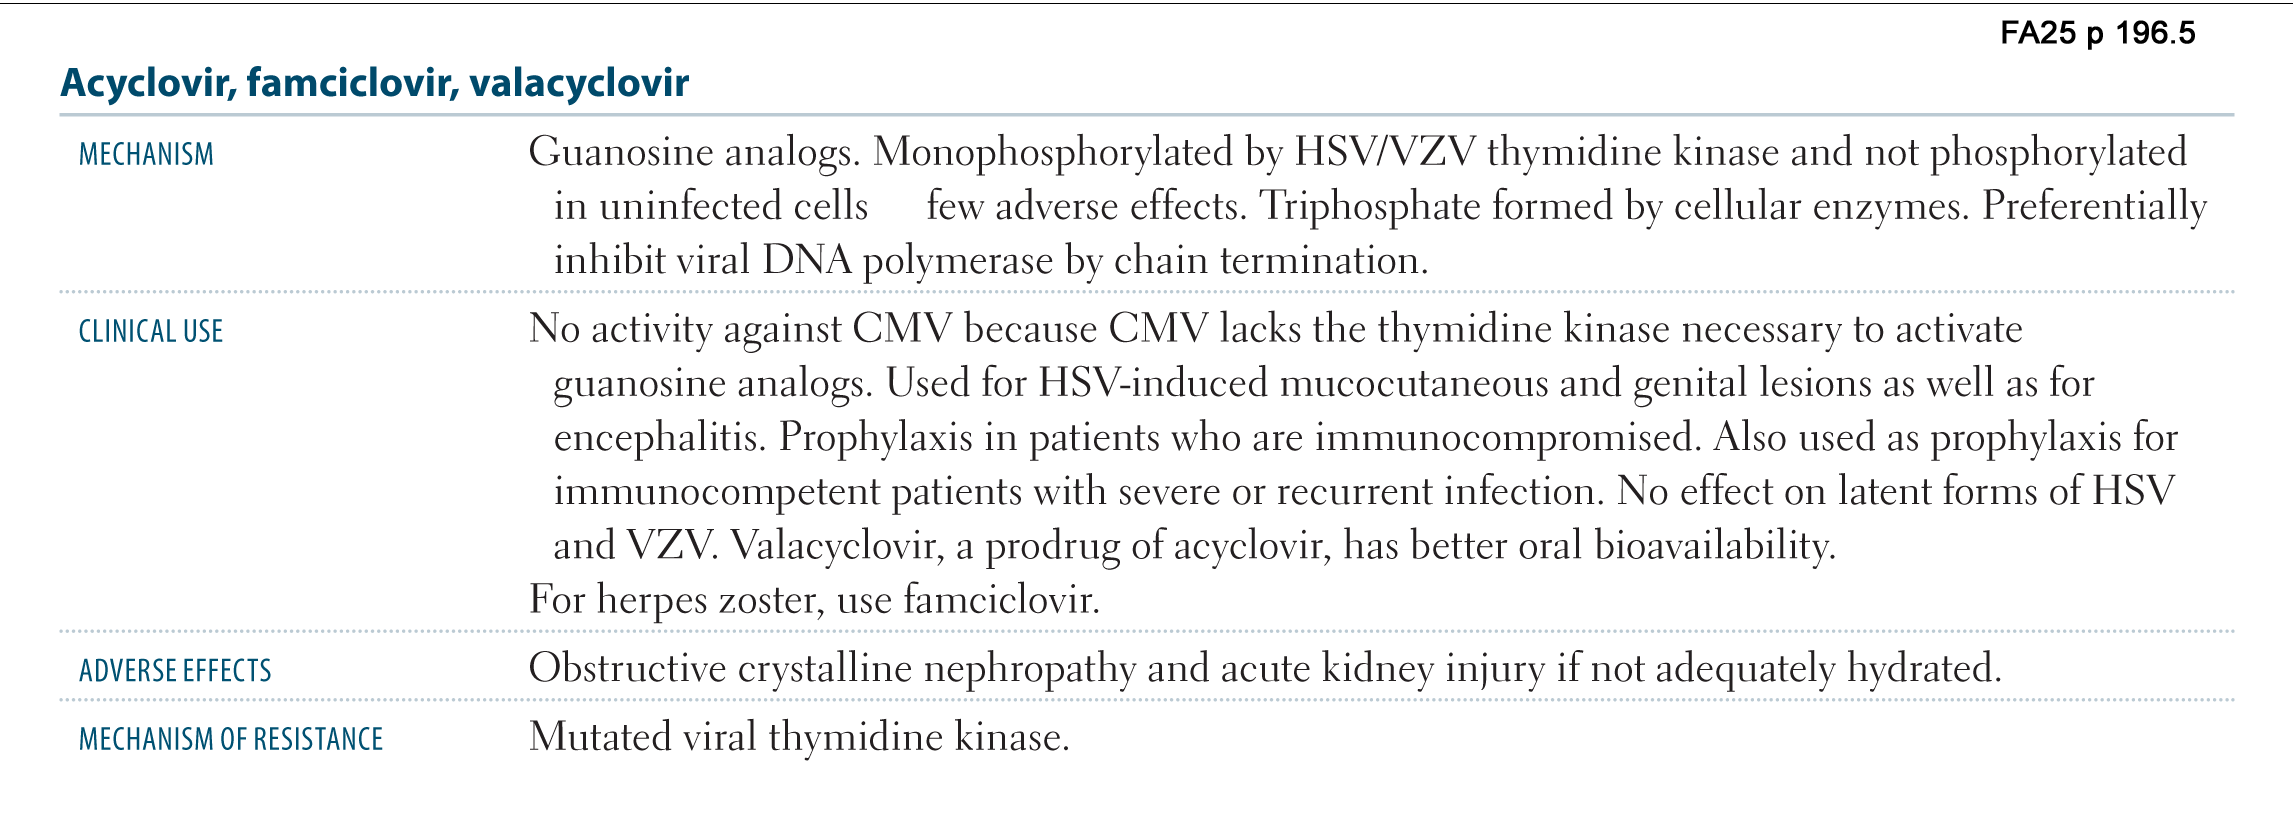 FA25 p 196.5
Acyclovir, famciclovir, valacyclovir
MECHANISM Guanosine analogs. Monophosphorylated by HSV/VZV thymidine kinase and not phosphorylated
in uninfected cells few adverse effects. Triphosphate formed by cellular enzymes. Preferentially
inhibit viral DNA polymerase by chain termination.
CLINICAL USE No activity against CMV because CMV lacks the thymidine kinase necessary to activate
guanosine analogs. Used for HSV-induced mucocutaneous and genital lesions as well as for
encephalitis. Prophylaxis in patients who are immunocompromised. Also used as prophylaxis for
immunocompetent patients with severe or recurrent infection. No effect on latent forms of HSV
and VZV. Valacyclovir, a prodrug of acyclovir, has better oral bioavailability.
For herpes zoster, use famciclovir.
ADVERSE EFFECTS Obstructive crystalline nephropathy and acute kidney injury if not adequately hydrated.
MECHANISM OF RESISTANCE Mutated viral thymidine kinase.